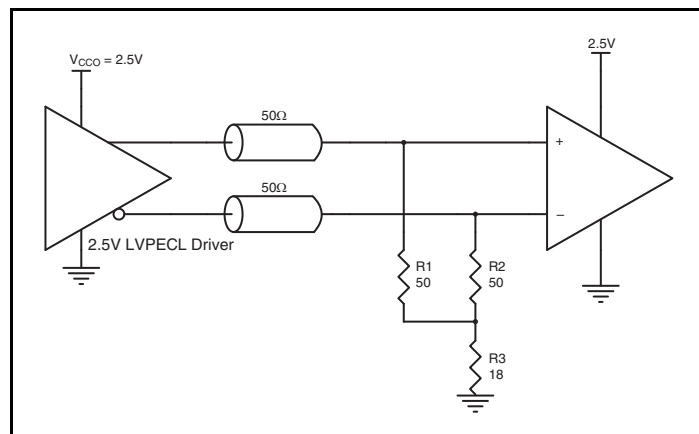 V_CCO = 2.5V
2.5V
50Ω
+
50Ω
–
2.5V LVPECL Driver
R1
50
R2
50
R3
18